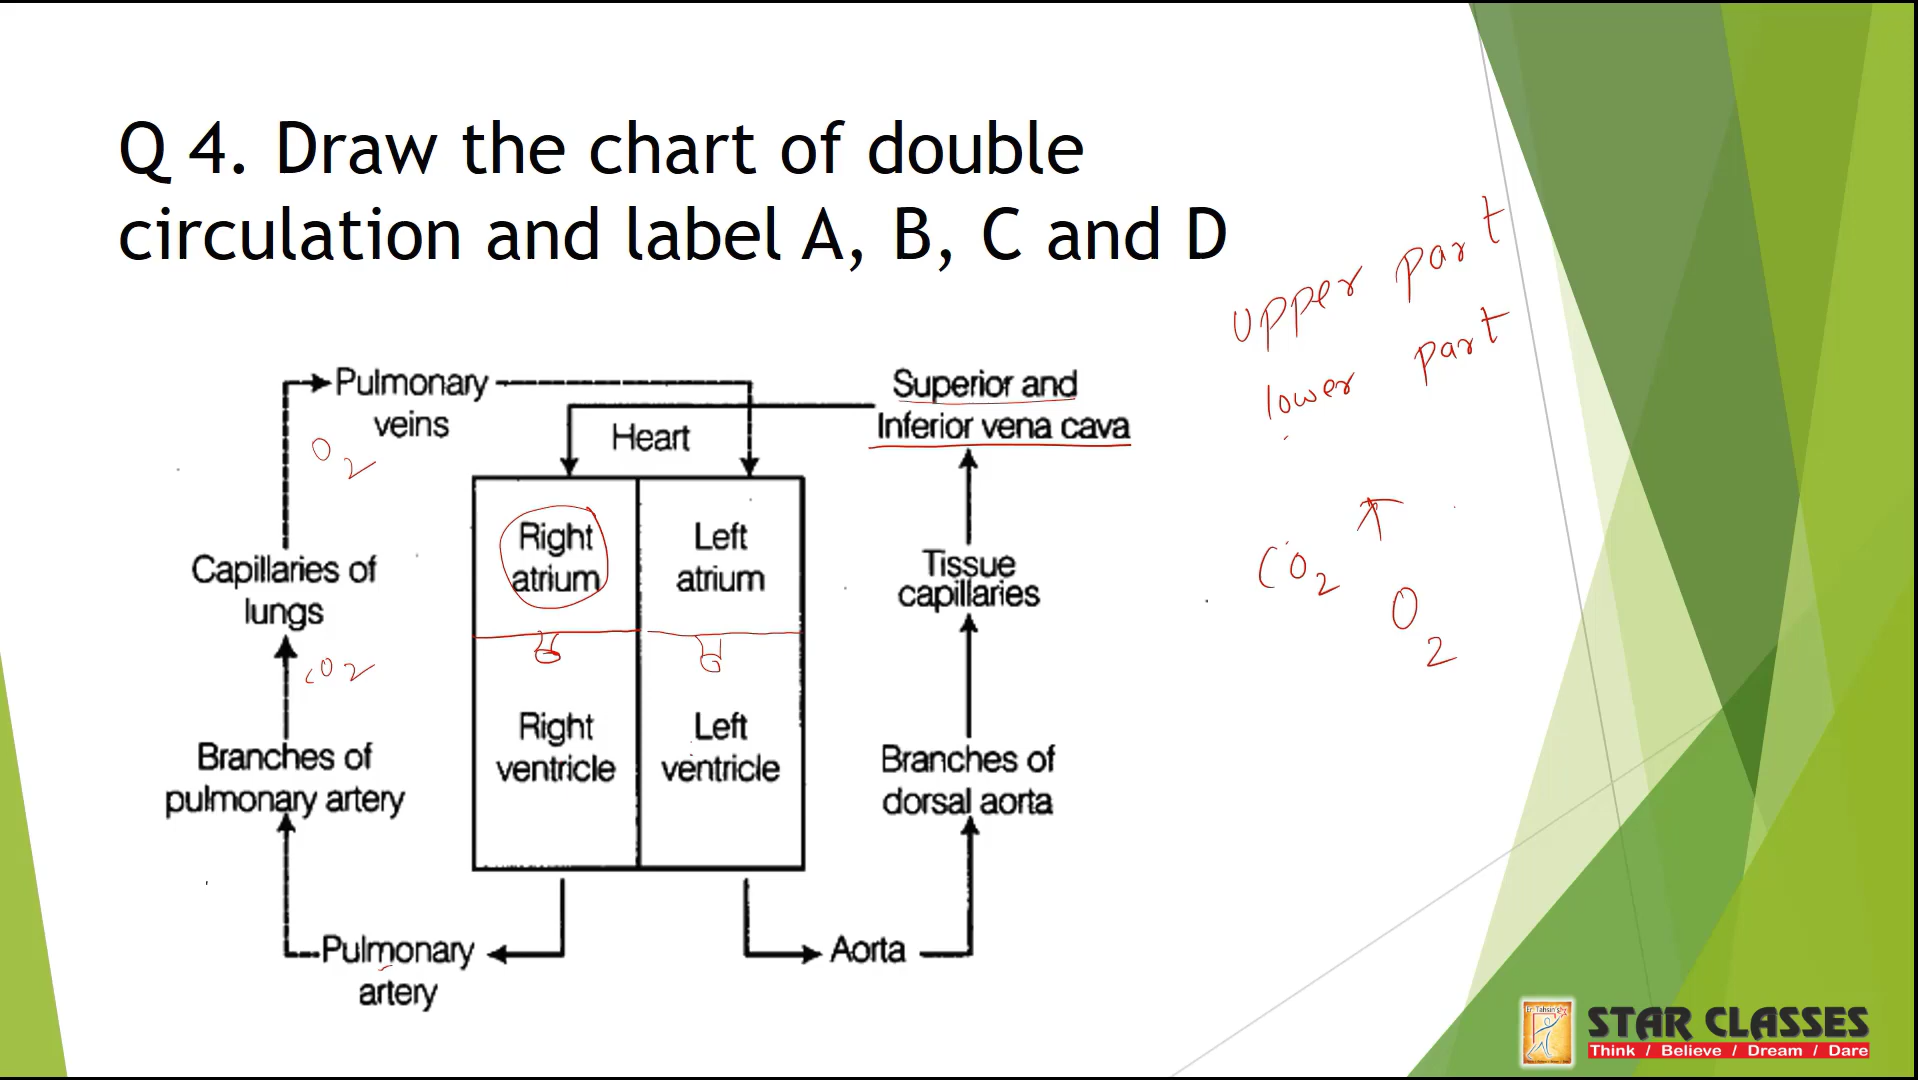 Q 4. Draw the chart of double
circulation and label A, B, C and D
upper part
lower part
Pulmonary
veins
Superior and
Inferior vena cava
Heart
O2
Right
atrium
Left
atrium
Capillaries of
lungs
Tissue
capillaries
CO2
O2
CO2
Right
ventricle
Left
ventricle
Branches of
pulmonary artery
Branches of
dorsal aorta
Pulmonary
artery
Aorta
Er. Tahsin's
STAR CLASSES
Think / Believe / Dream / Dare